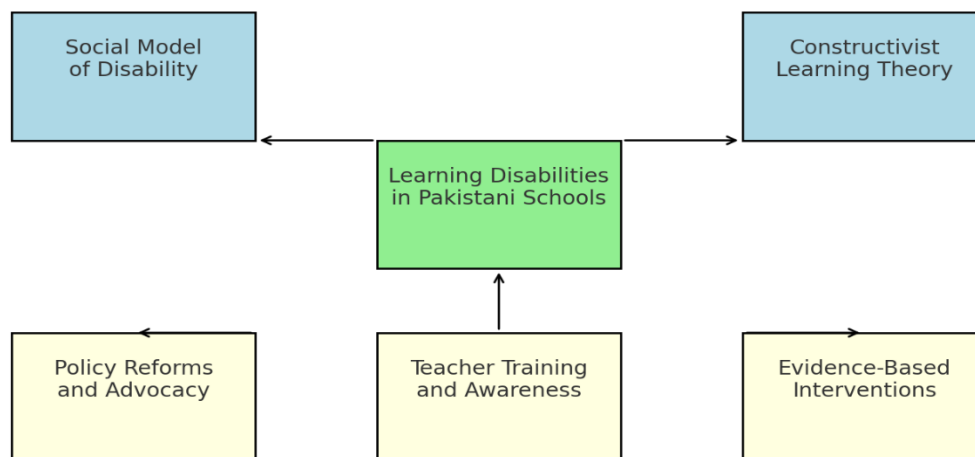 Social Model
of Disability
Constructivist
Learning Theory
Learning Disabilities
in Pakistani Schools
Policy Reforms
and Advocacy
Teacher Training
and Awareness
Evidence-Based
Interventions